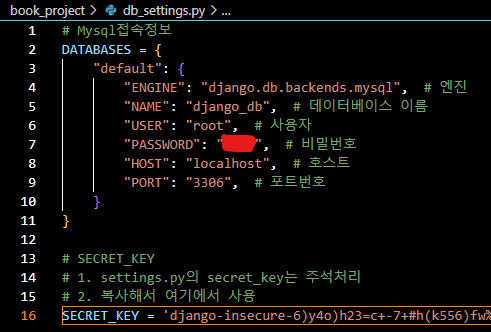 book_project > db_settings.py > ...
1 # Mysql접속정보
2 DATABASES = {
3 "default": {
4 "ENGINE": "django.db.backends.mysql", # 엔진
5 "NAME": "django_db", # 데이터베이스 이름
6 "USER": "root", # 사용자
7 "PASSWORD": " ", # 비밀번호
8 "HOST": "localhost", # 호스트
9 "PORT": "3306", # 포트번호
10 }
11 }
12
13 # SECRET_KEY
14 # 1. settings.py의 secret_key는 주석처리
15 # 2. 복사해서 여기에서 사용
16 SECRET_KEY = 'django-insecure-6)y4o)h23=c+-7+#h(k556)fw%